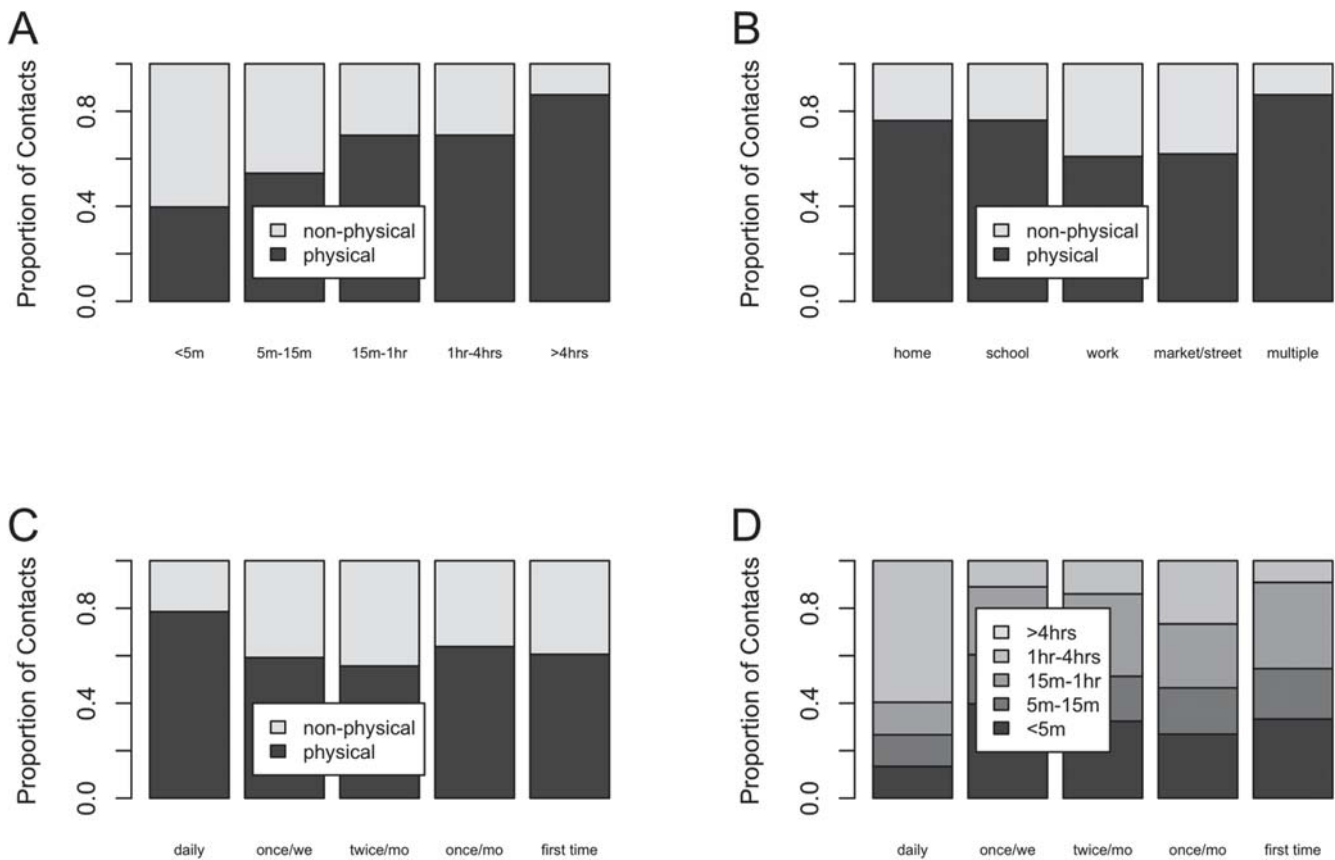 A
Proportion of Contacts
0.0 0.4 0.8
non-physical
physical
<5m 5m-15m 15m-1hr 1hr-4hrs >4hrs
B
Proportion of Contacts
0.0 0.4 0.8
non-physical
physical
home school work market/street multiple
C
Proportion of Contacts
0.0 0.4 0.8
non-physical
physical
daily once/we twice/mo once/mo first time
D
Proportion of Contacts
0.0 0.4 0.8
>4hrs
1hr-4hrs
15m-1hr
5m-15m
<5m
daily once/we twice/mo once/mo first time